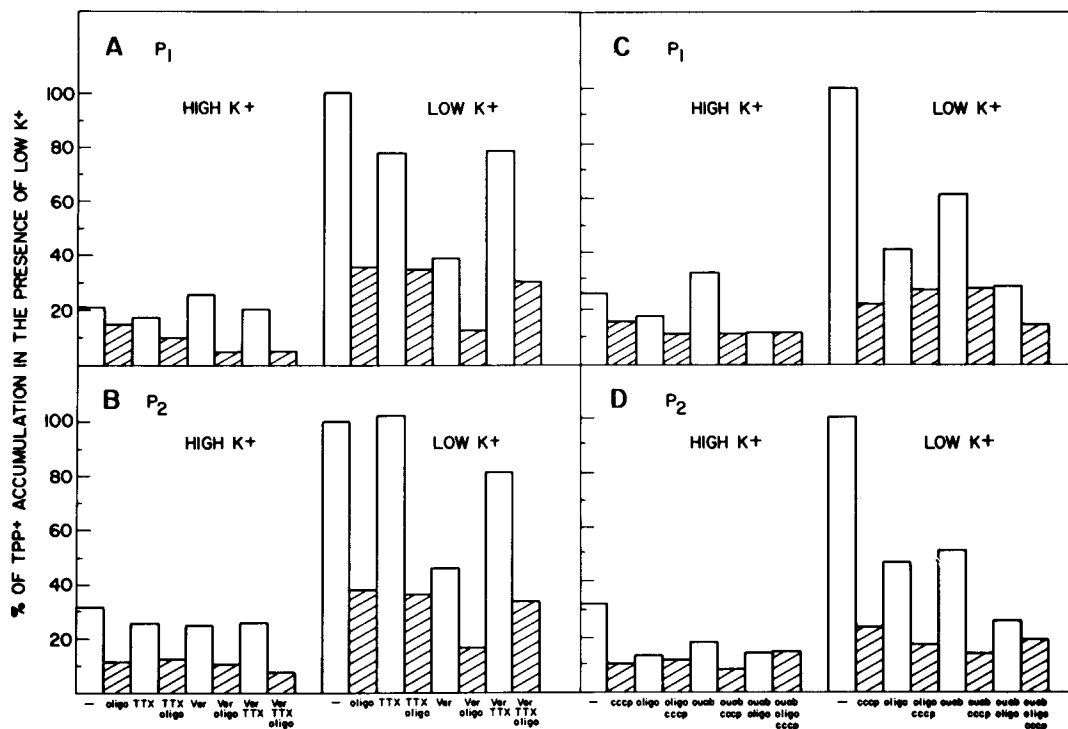 % OF TPP+ ACCUMULATION IN THE PRESENCE OF LOW K+
A P1
HIGH K+
LOW K+
100
80
60
40
20
C P1
HIGH K+
LOW K+
B P2
HIGH K+
LOW K+
100
80
60
40
20
D P2
HIGH K+
LOW K+
— oligo TTX TTX oligo Ver Ver oligo Ver TTX Ver TTX oligo
— oligo TTX TTX oligo Ver Ver oligo Ver TTX Ver TTX oligo
— cccp oligo oligo cccp ouab ouab cccp ouab oligo ouab oligo cccp
— cccp oligo oligo cccp ouab ouab cccp ouab oligo ouab oligo cccp